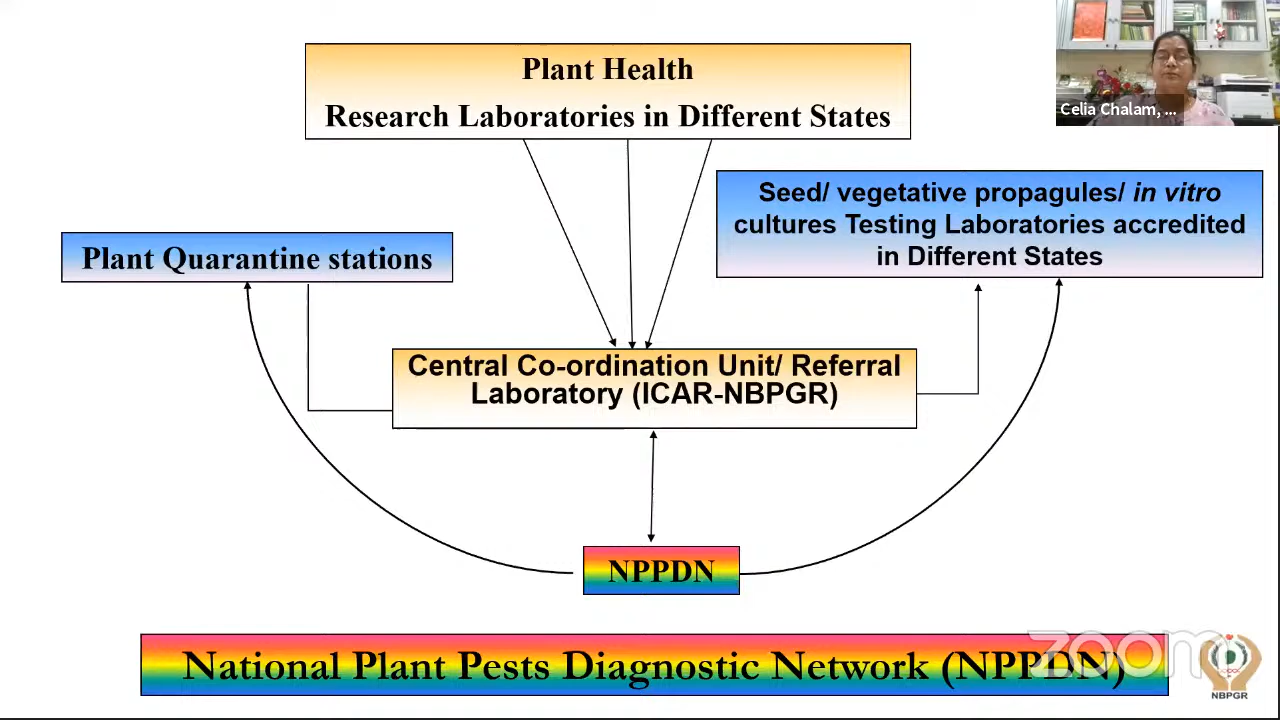 Plant Health
Research Laboratories in Different States
Celia Chalam, ...
Seed/ vegetative propagules/ in vitro
cultures Testing Laboratories accredited
in Different States
Plant Quarantine stations
Central Co-ordination Unit/ Referral
Laboratory (ICAR-NBPGR)
NPPDN
National Plant Pests Diagnostic Network (NPPDN)
zoom
NBPGR